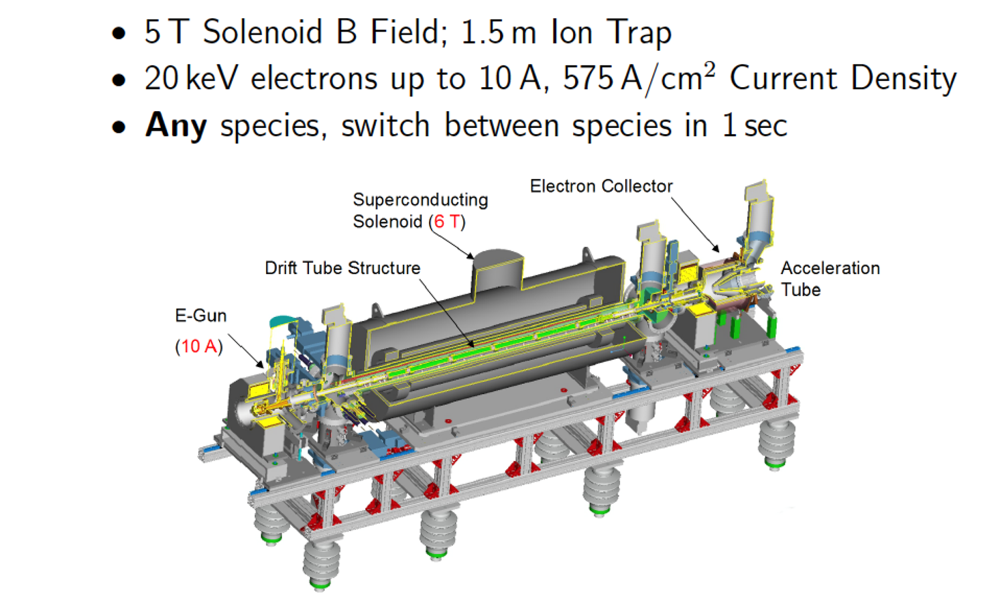 • 5 T Solenoid B Field; 1.5 m Ion Trap
• 20 keV electrons up to 10 A, 575 A/cm² Current Density
• Any species, switch between species in 1 sec
Electron Collector
Superconducting
Solenoid (6 T)
Drift Tube Structure
Acceleration
Tube
E-Gun
(10 A)